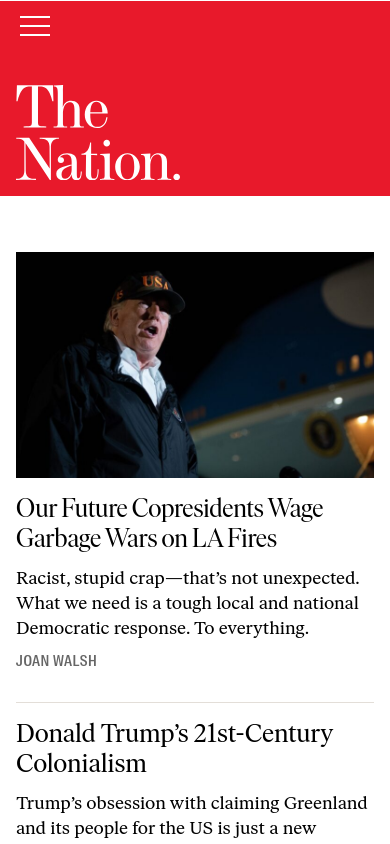 The
Nation.
USA
Our Future Copresidents Wage
Garbage Wars on LA Fires
Racist, stupid crap—that’s not unexpected.
What we need is a tough local and national
Democratic response. To everything.
JOAN WALSH
Donald Trump’s 21st-Century
Colonialism
Trump’s obsession with claiming Greenland
and its people for the US is just a new